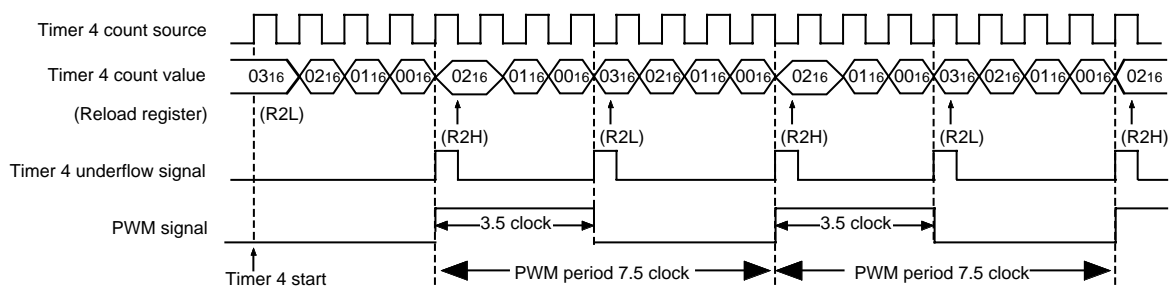 Timer 4 count source
Timer 4 count value
0316 0216 0116 0016 0216 0116 0016 0316 0216 0116 0016 0216 0116 0016 0316 0216 0116 0016 0216
(Reload register)
(R2L) (R2H) (R2L) (R2H) (R2L) (R2H)
Timer 4 underflow signal
PWM signal
3.5 clock 3.5 clock
Timer 4 start
PWM period 7.5 clock PWM period 7.5 clock